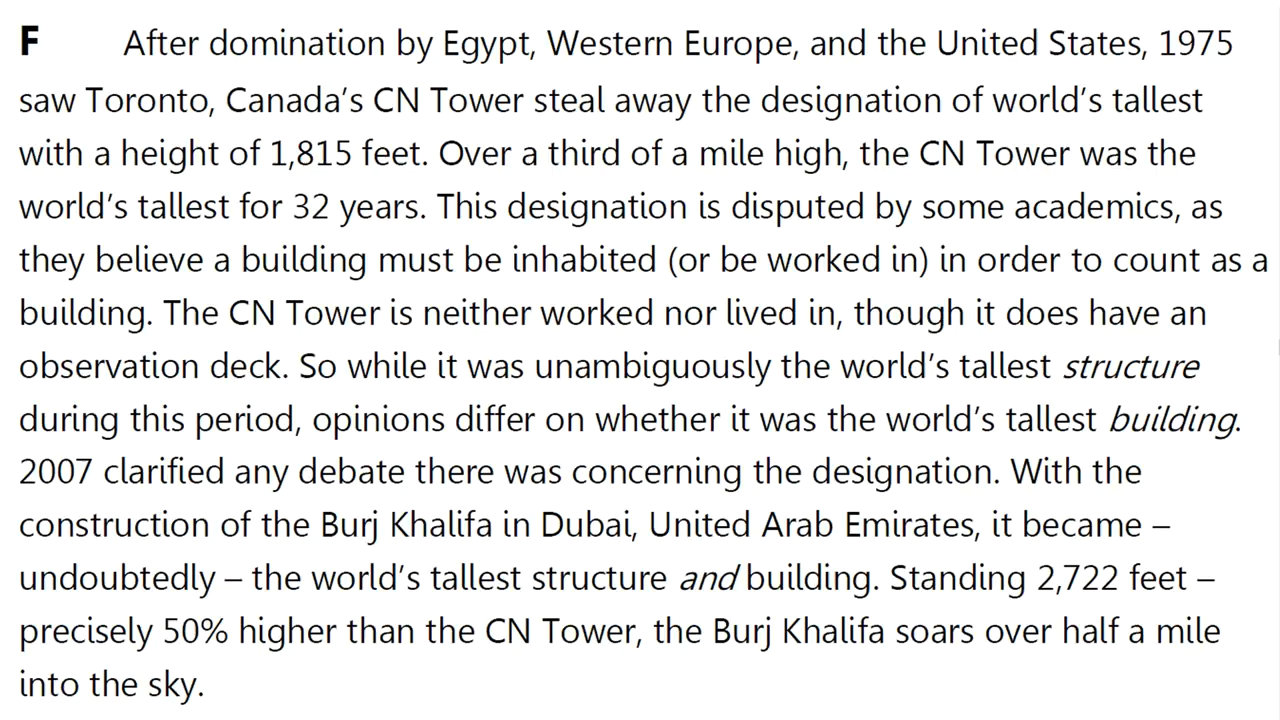 F After domination by Egypt, Western Europe, and the United States, 1975
saw Toronto, Canada’s CN Tower steal away the designation of world’s tallest
with a height of 1,815 feet. Over a third of a mile high, the CN Tower was the
world’s tallest for 32 years. This designation is disputed by some academics, as
they believe a building must be inhabited (or be worked in) in order to count as a
building. The CN Tower is neither worked nor lived in, though it does have an
observation deck. So while it was unambiguously the world’s tallest structure
during this period, opinions differ on whether it was the world’s tallest building.
2007 clarified any debate there was concerning the designation. With the
construction of the Burj Khalifa in Dubai, United Arab Emirates, it became –
undoubtedly – the world’s tallest structure and building. Standing 2,722 feet –
precisely 50% higher than the CN Tower, the Burj Khalifa soars over half a mile
into the sky.